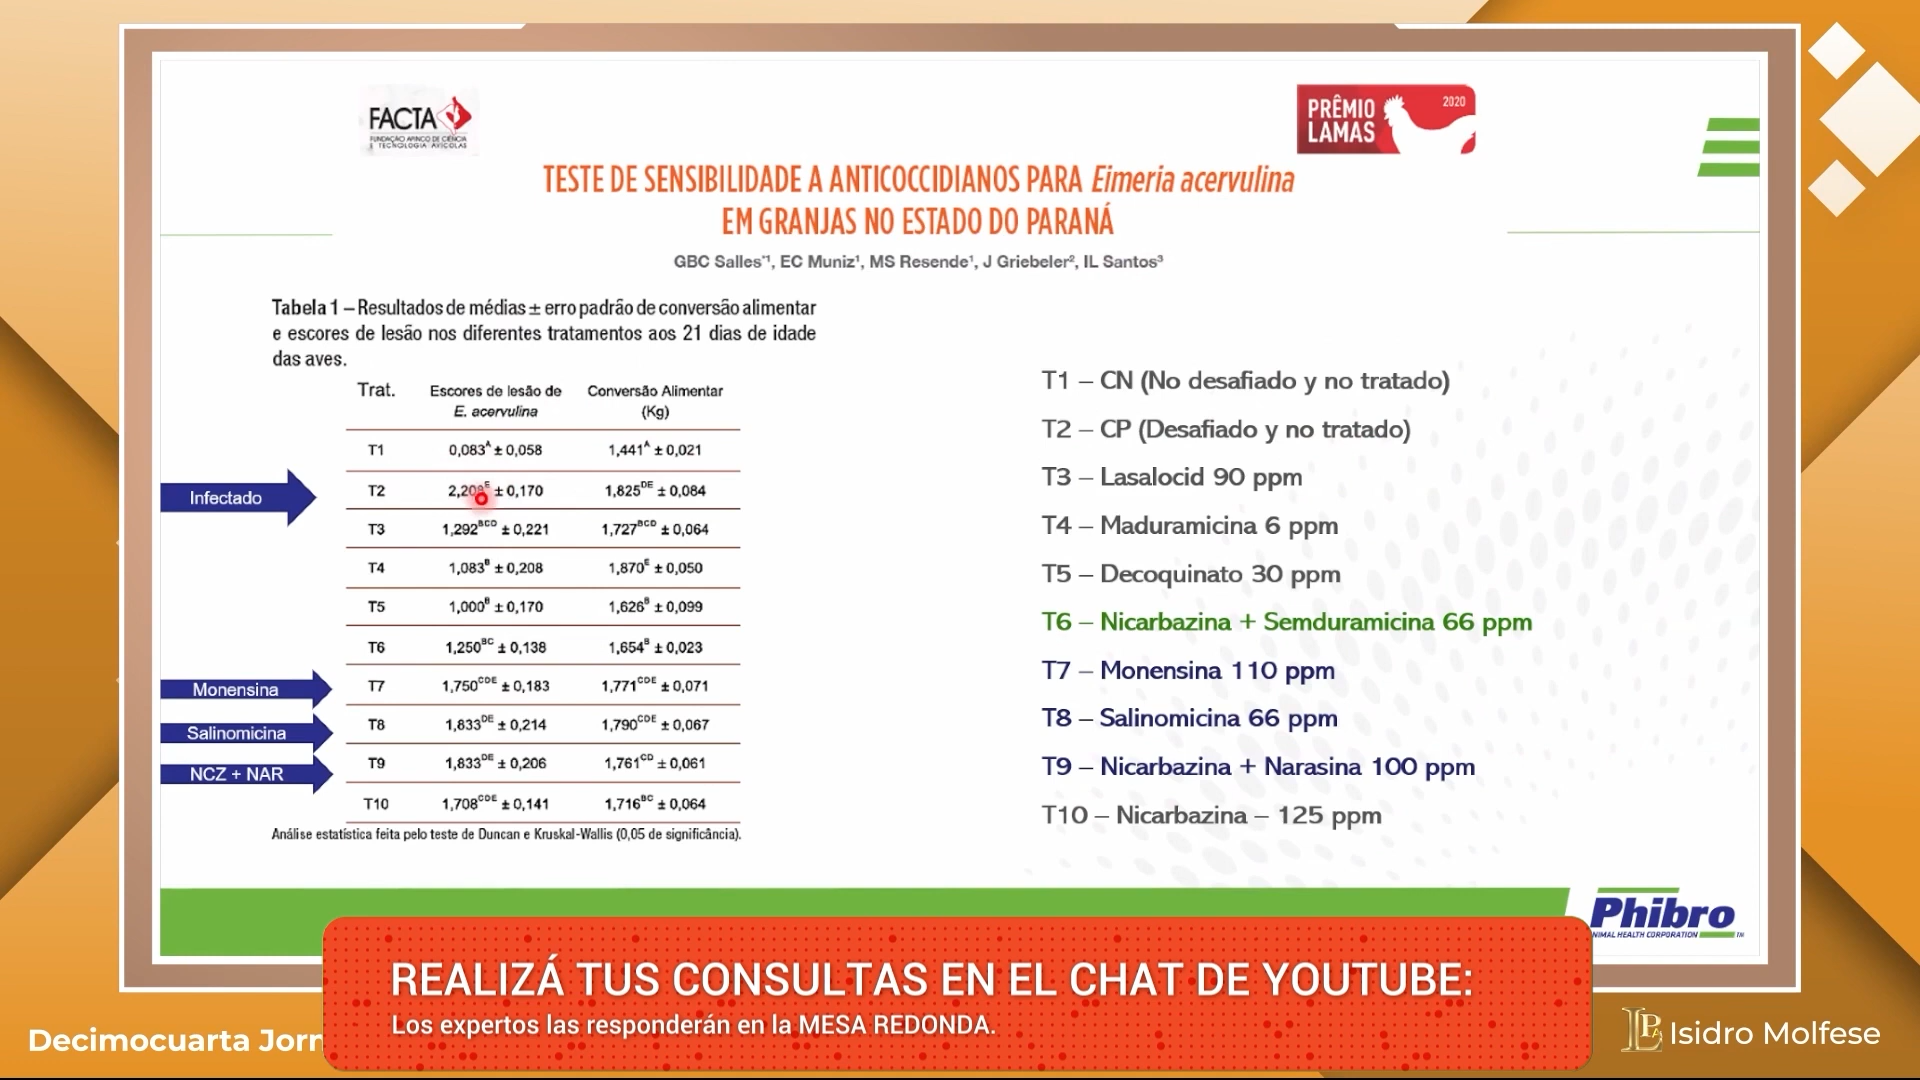 FACTA
FUNDAÇÃO APINCO DE CIÊNCIA
E TECNOLOGIA AVÍCOLAS
PRÊMIO
LAMAS
2020
TESTE DE SENSIBILIDADE A ANTICOCCIDIANOS PARA Eimeria acervulina
EM GRANJAS NO ESTADO DO PARANÁ
GBC Salles*¹, EC Muniz¹, MS Resende¹, J Griebeler², IL Santos³
Tabela 1 – Resultados de médias ± erro padrão de conversão alimentar
e escores de lesão nos diferentes tratamentos aos 21 dias de idade
das aves.
Trat. Escores de lesão de E. acervulina Conversão Alimentar (Kg)
T1 0,083ᴬ ± 0,058 1,441ᴬ ± 0,021
Infectado
T2 ± 0,170 1,825ᴰᴱ ± 0,084
T3 1,292ᴮᶜᴰ ± 0,221 1,727ᴮᶜᴰ ± 0,064
T4 1,083ᴮ ± 0,208 1,870ᴱ ± 0,050
T5 1,000ᴮ ± 0,170 1,626ᴮ ± 0,099
T6 1,250ᴮᶜ ± 0,138 1,654ᴮ ± 0,023
Monensina
T7 1,750ᶜᴰᴱ ± 0,183 1,771ᶜᴰᴱ ± 0,071
Salinomicina
T8 1,833ᴰᴱ ± 0,214 1,790ᶜᴰᴱ ± 0,067
NCZ + NAR
T9 1,833ᴰᴱ ± 0,206 1,761ᶜᴰ ± 0,061
T10 1,708ᶜᴰᴱ ± 0,141 1,716ᴮᶜ ± 0,064
Análise estatística feita pelo teste de Duncan e Kruskal-Wallis (0,05 de significância).
T1 – CN (No desafiado y no tratado)
T2 – CP (Desafiado y no tratado)
T3 – Lasalocid 90 ppm
T4 – Maduramicina 6 ppm
T5 – Decoquinato 30 ppm
T6 – Nicarbazina + Semduramicina 66 ppm
T7 – Monensina 110 ppm
T8 – Salinomicina 66 ppm
T9 – Nicarbazina + Narasina 100 ppm
T10 – Nicarbazina – 125 ppm
Phibro
NIMAL HEALTH CORPORATION TM
REALIZÁ TUS CONSULTAS EN EL CHAT DE YOUTUBE:
Los expertos las responderán en la MESA REDONDA.
Decimocuarta Jorn
Isidro Molfese